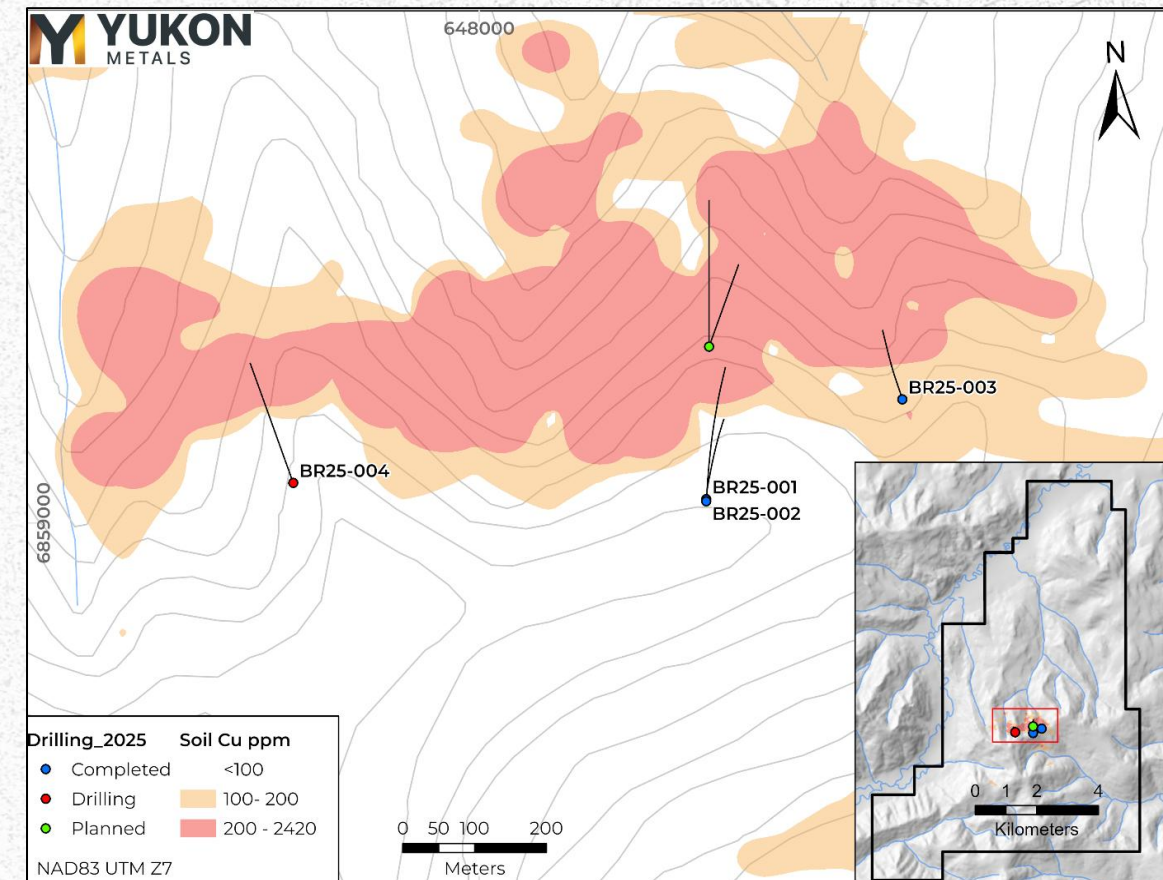 YUKON
METALS
648000
N
BR25-003
BR25-004
6859000
BR25-001
BR25-002
Drilling_2025 Soil Cu ppm
Completed <100
Drilling 100- 200
Planned 200 - 2420
NAD83 UTM Z7
0 50 100 200
Meters
0 1 2 4
Kilometers